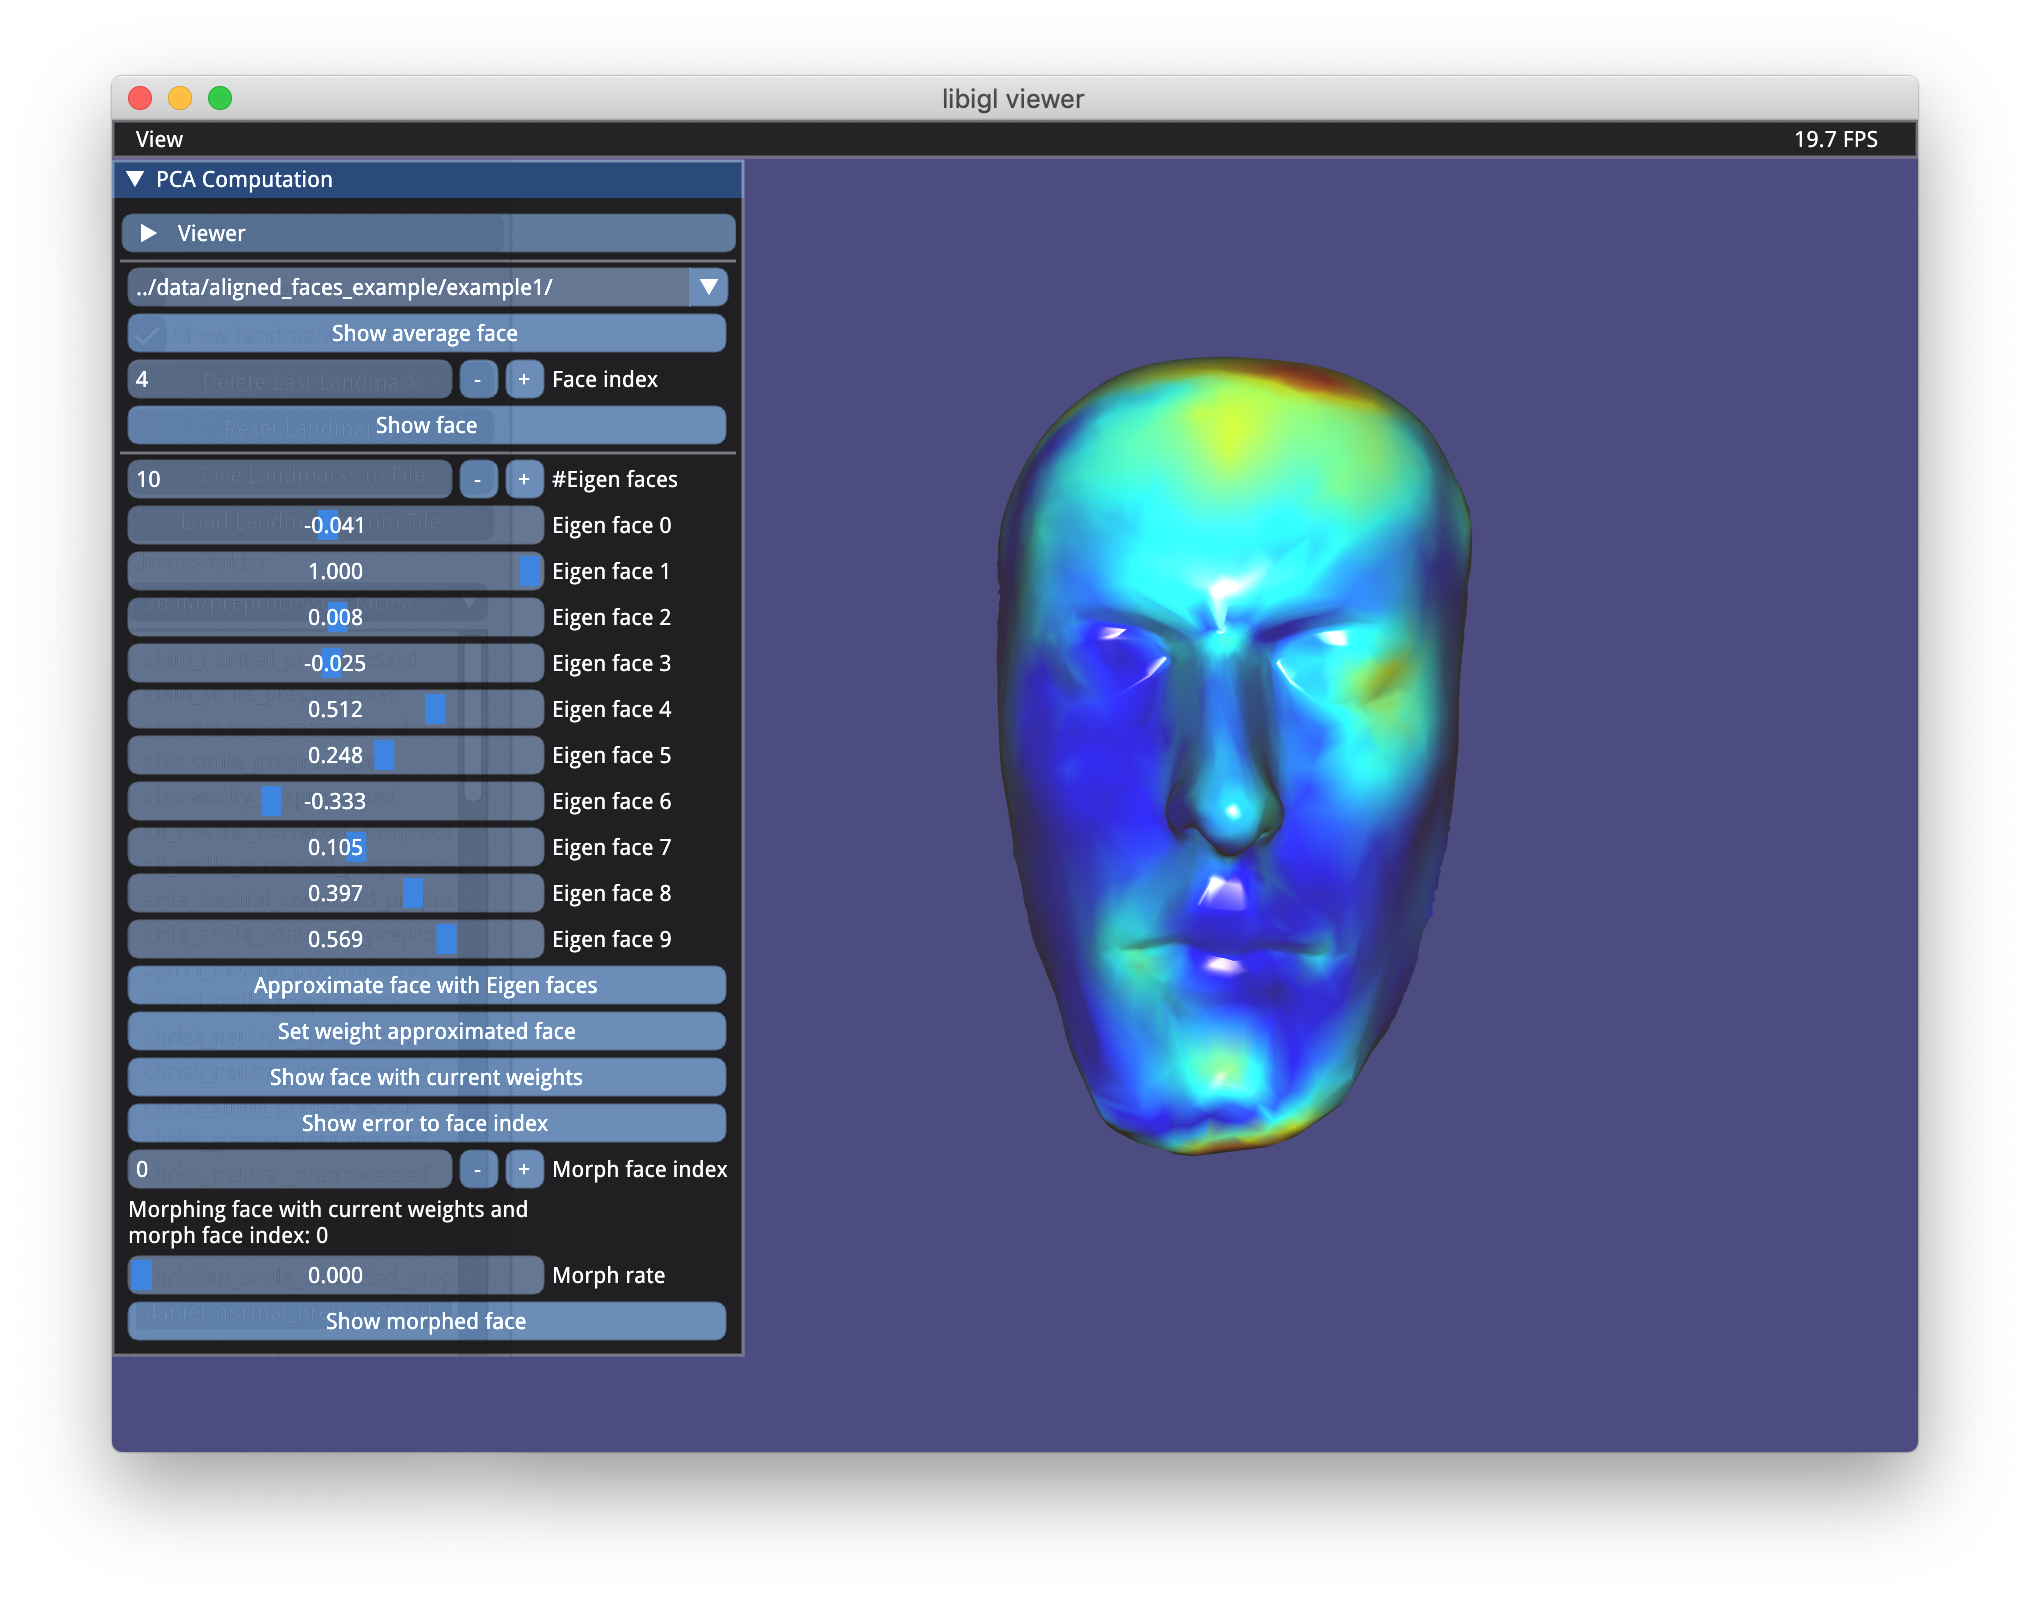 libigl viewer
View
19.7 FPS
PCA Computation
Viewer
../data/aligned_faces_example/example1/
Show average face
4 - + Face index
Show face
10 - + #Eigen faces
-0.041 Eigen face 0
1.000 Eigen face 1
0.008 Eigen face 2
-0.025 Eigen face 3
0.512 Eigen face 4
0.248 Eigen face 5
-0.333 Eigen face 6
0.105 Eigen face 7
0.397 Eigen face 8
0.569 Eigen face 9
Approximate face with Eigen faces
Set weight approximated face
Show face with current weights
Show error to face index
0 - + Morph face index
Morphing face with current weights and
morph face index: 0
0.000 Morph rate
Show morphed face